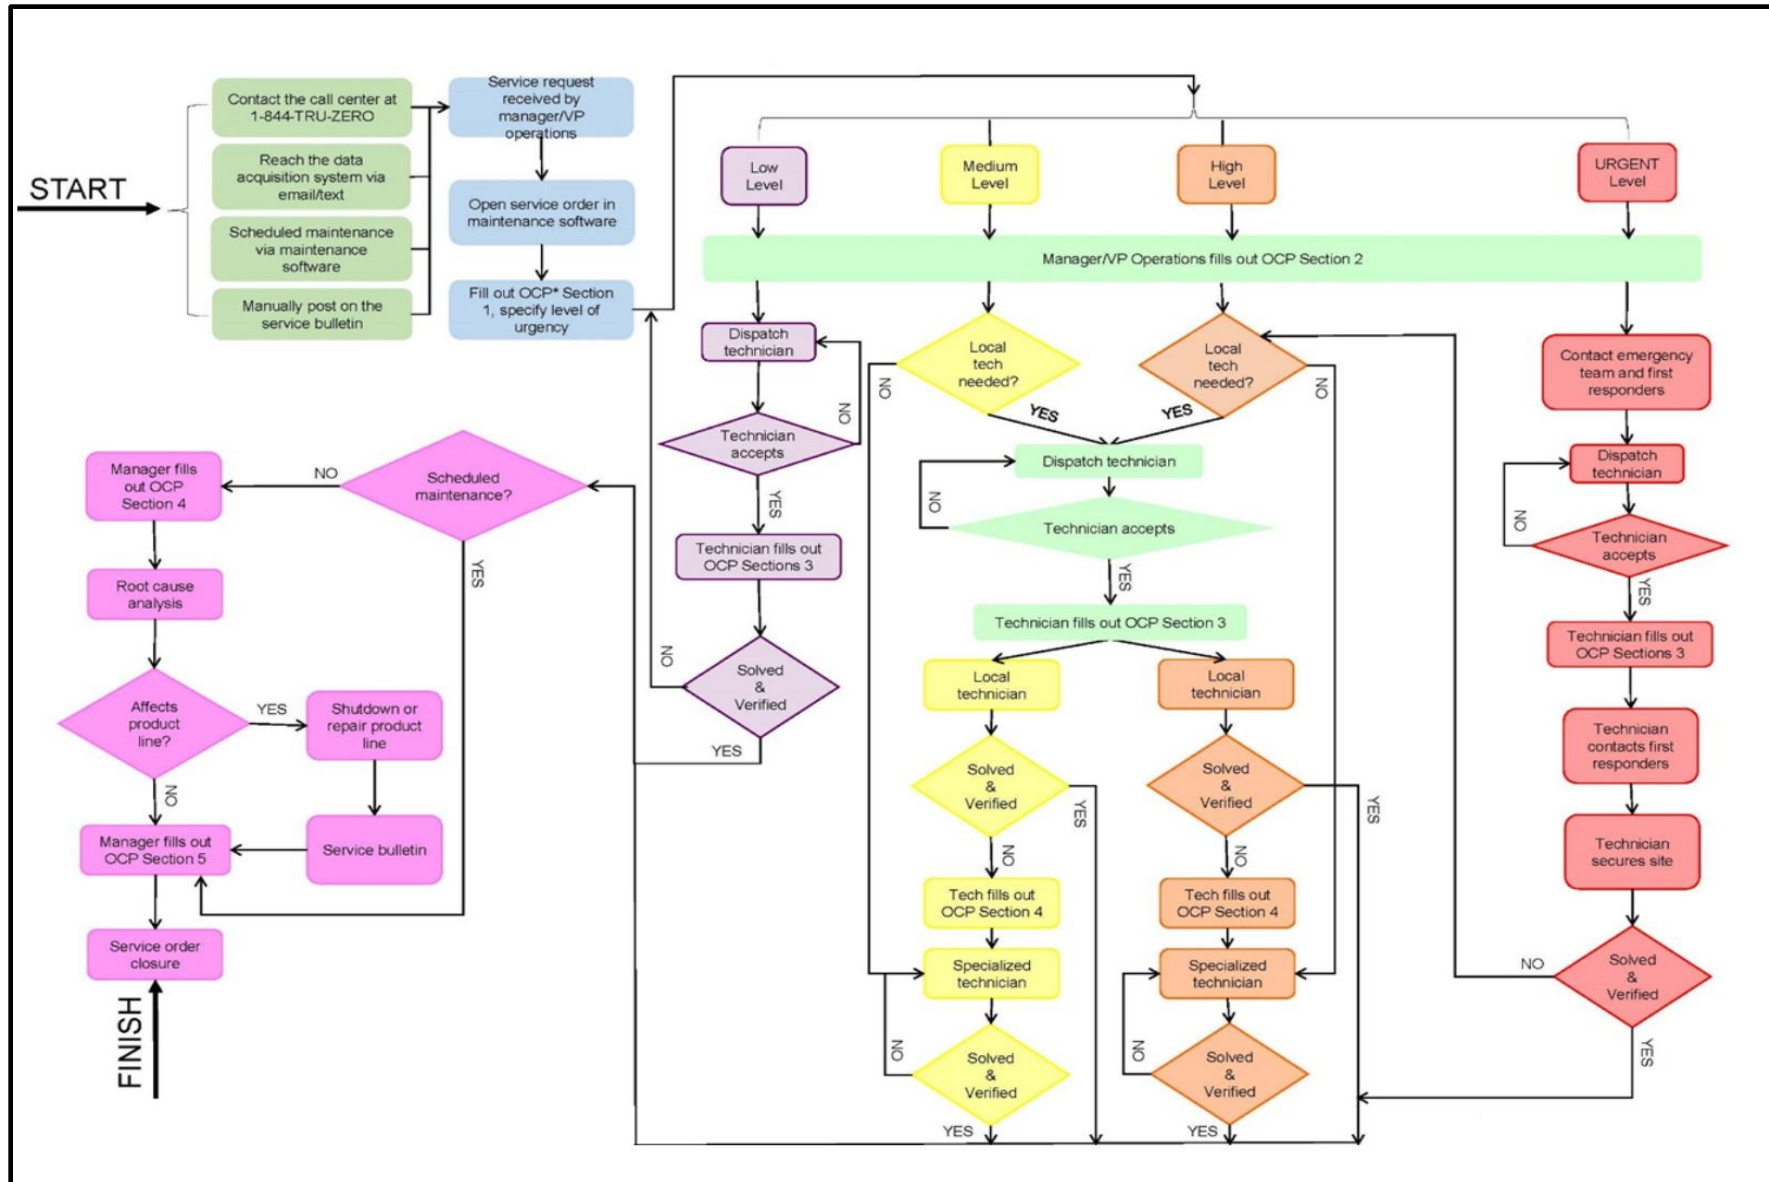 START
Contact the call center at
1-844-TRU-ZERO
Reach the data
acquisition system via
email/text
Scheduled maintenance
via maintenance
software
Manually post on the
service bulletin
Service request
received by
manager/VP
operations
Open service order in
maintenance software
Fill out OCP* Section
1, specify level of
urgency
Low
Level
Medium
Level
High
Level
URGENT
Level
Manager/VP Operations fills out OCP Section 2
Dispatch
technician
NO
Technician
accepts
YES
Technician fills out
OCP Sections 3
NO
Solved
&
Verified
YES
Local
tech
needed?
NO
YES
Local
tech
needed?
NO
YES
Dispatch technician
NO
Technician accepts
YES
Technician fills out OCP Section 3
Local
technician
Solved
&
Verified
YES
NO
Tech fills out
OCP Section 4
Specialized
technician
NO
Solved
&
Verified
YES
Local
technician
Solved
&
Verified
YES
NO
Tech fills out
OCP Section 4
Specialized
technician
NO
Solved
&
Verified
YES
Contact emergency
team and first
responders
Dispatch
technician
NO
Technician
accepts
YES
Technician fills out
OCP Sections 3
Technician
contacts first
responders
Technician
secures site
NO
Solved
&
Verified
YES
Scheduled
maintenance?
NO
YES
Manager fills
out OCP
Section 4
Root cause
analysis
Affects
product
line?
YES
NO
Shutdown or
repair product
line
Service bulletin
Manager fills out
OCP Section 5
Service order
closure
FINISH